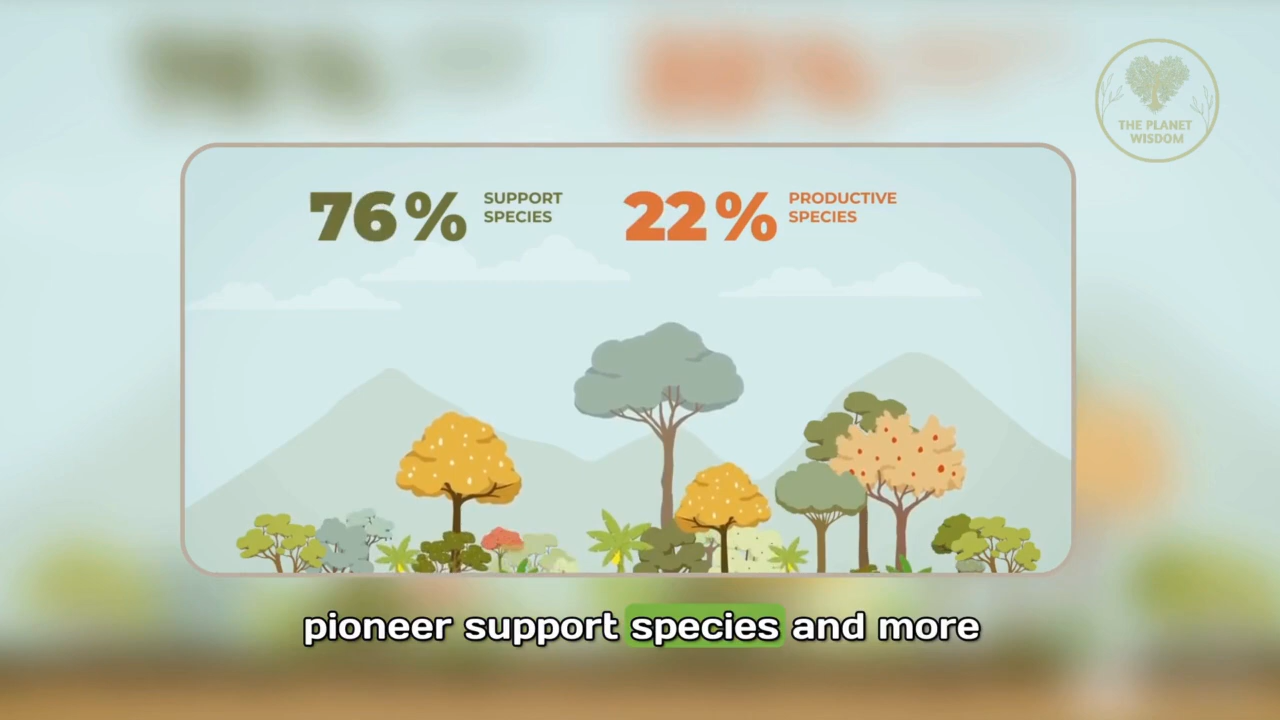 THE PLANET
WISDOM
76% SUPPORT
SPECIES
22% PRODUCTIVE
SPECIES
pioneer support species and more